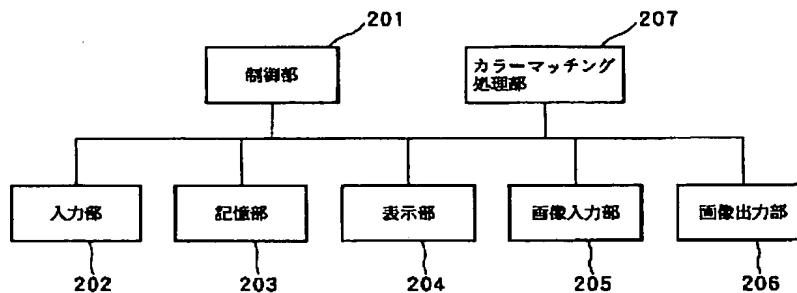 201
207
制御部
カラーマッチング
処理部
入力部
記憶部
表示部
画像入力部
画像出力部
202
203
204
205
206